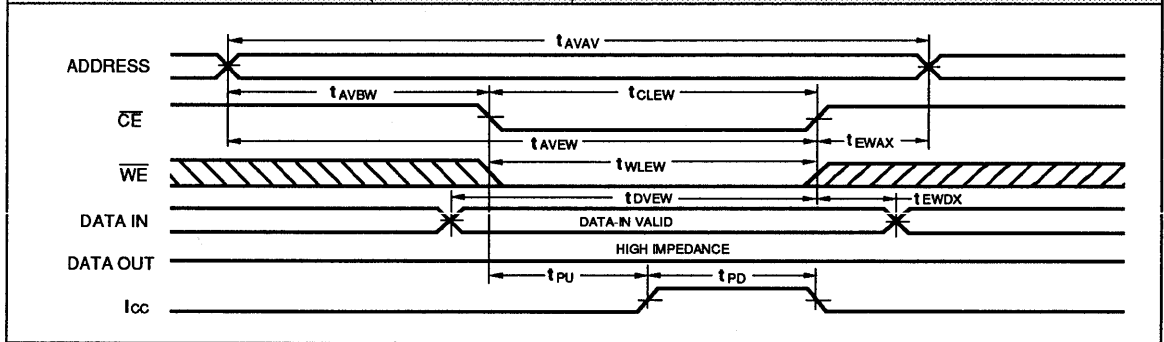 tAVAV
ADDRESS
tAVBW tCLEW
CE
tAVEW tEWAX
WE
tWLEW
tDVEW tEWDX
DATA IN DATA-IN VALID
HIGH IMPEDANCE
DATA OUT
tPU tPD
Icc